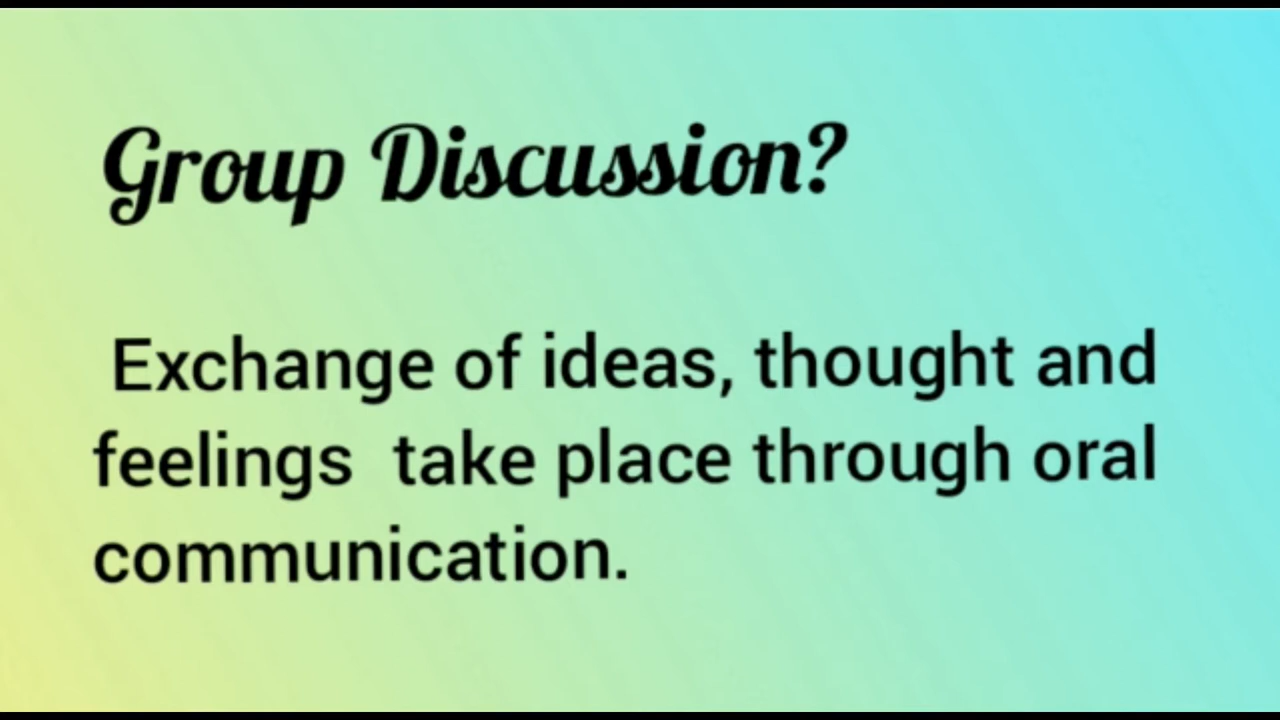 Group Discussion?
Exchange of ideas, thought and
feelings take place through oral
communication.